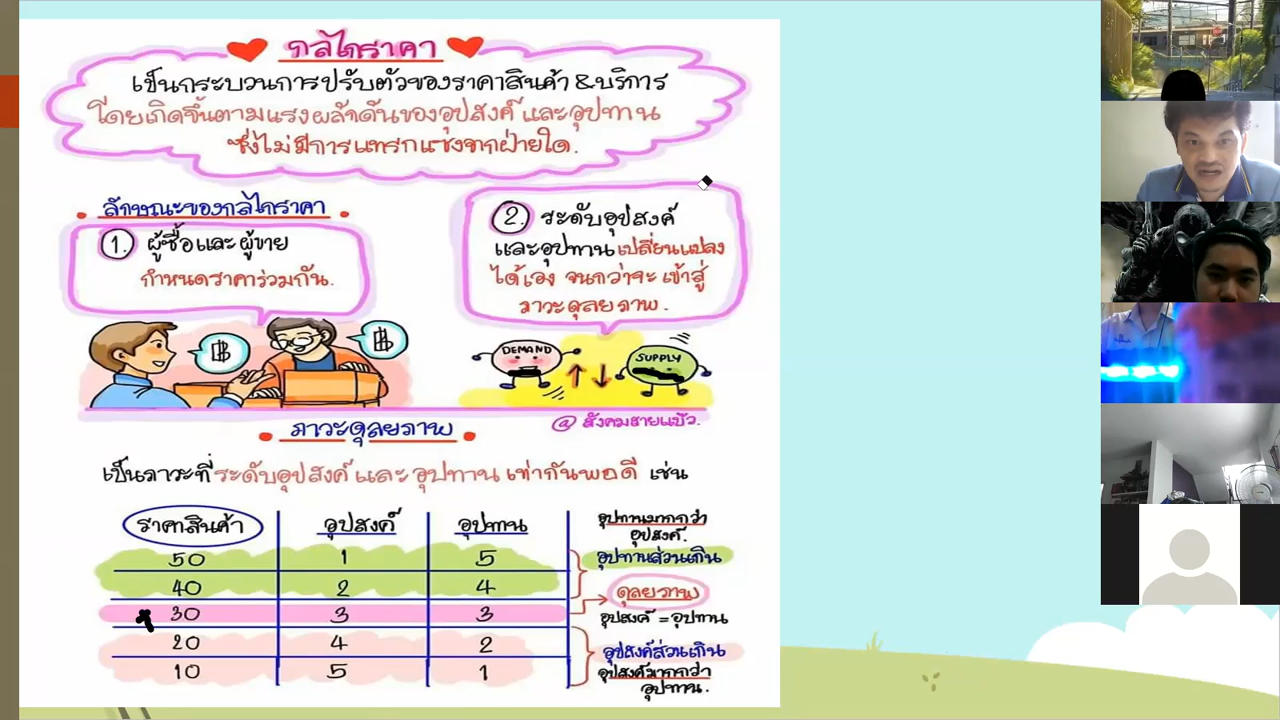 กลไกราคา
เป็นกระบวนการปรับตัวของราคาสินค้า & บริการ
โดยเกิดขึ้นตามแรงผลักดันของอุปสงค์ และอุปทาน
ซึ่งไม่มีการแทรกแซงจากฝ่ายใด.
ลักษณะของกลไกราคา
1. ผู้ซื้อและผู้ขาย
กำหนดราคาร่วมกัน.
2. ระดับอุปสงค์
และอุปทานเปลี่ยนแปลง
ได้เอง จนกว่าจะเข้าสู่
ภาวะดุลยภาพ.
฿
฿
DEMAND
SUPPLY
@ สังคมสายแบ๊ว.
ภาวะดุลยภาพ
เป็นภาวะที่ระดับอุปสงค์และอุปทานเท่ากันพอดี เช่น
ราคาสินค้า อุปสงค์ อุปทาน
50 1 5
40 2 4
30 3 3
20 4 2
10 5 1
อุปทานมากกว่า
อุปสงค์.
อุปทานส่วนเกิน
ดุลยภาพ
อุปสงค์ = อุปทาน
อุปสงค์ส่วนเกิน
อุปสงค์มากกว่า
อุปทาน.